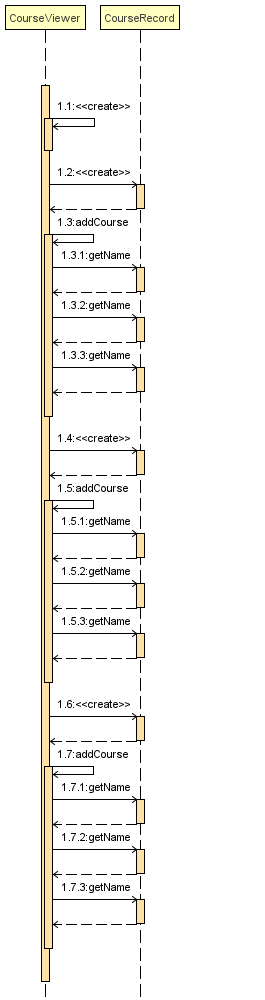 CourseViewer CourseRecord
1.1:<<create>>
1.2:<<create>>
1.3:addCourse
1.3.1:getName
1.3.2:getName
1.3.3:getName
1.4:<<create>>
1.5:addCourse
1.5.1:getName
1.5.2:getName
1.5.3:getName
1.6:<<create>>
1.7:addCourse
1.7.1:getName
1.7.2:getName
1.7.3:getName